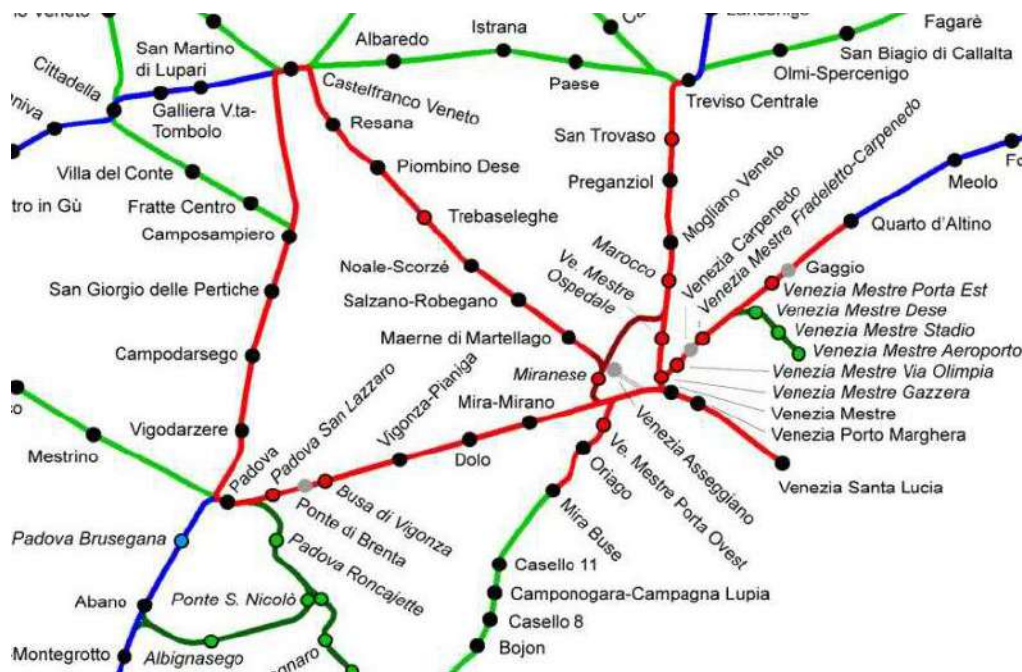 Istrana
Fagarè
Albaredo
San Biagio di Callalta
San Martino
di Lupari
Olmi-Spercenigo
Cittadella
Paese
Treviso Centrale
Castelfranco Veneto
Galliera V.ta-
Tombolo
Resana
San Trovaso
Piombino Dese
Villa del Conte
Preganziol
Meolo
Fratte Centro
tro in Gù
Trebaseleghe
Mogliano Veneto
Venezia Carpenedo
Venezia Mestre Fradeletto-Carpenedo
Quarto d'Altino
Camposampiero
Marocco
Ve. Mestre
Ospedale
Noale-Scorzé
Gaggio
San Giorgio delle Pertiche
Salzano-Robegano
Venezia Mestre Porta Est
Venezia Mestre Dese
Maerne di Martellago
Venezia Mestre Stadio
Campodarsego
Venezia Mestre Aeroporto
Miranese
Venezia Mestre Via Olimpia
Venezia Mestre Gazzera
Mira-Mirano
Venezia Mestre
Vigodarzere
Venezia Porto Marghera
Padova San Lazzaro
Vigonza-Pianiga
Mestrino
Dolo
Padova
Venezia Santa Lucia
Oriago
Venezia Asseggiano
Ve. Mestre Porta Ovest
Mira Buse
Busa di Vigonza
Ponte di Brenta
Padova Brusegana
Padova Roncajette
Casello 11
Abano
Ponte S. Nicolò
Camponogara-Campagna Lupia
Casello 8
Bojon
-Montegrotto
Albignasego